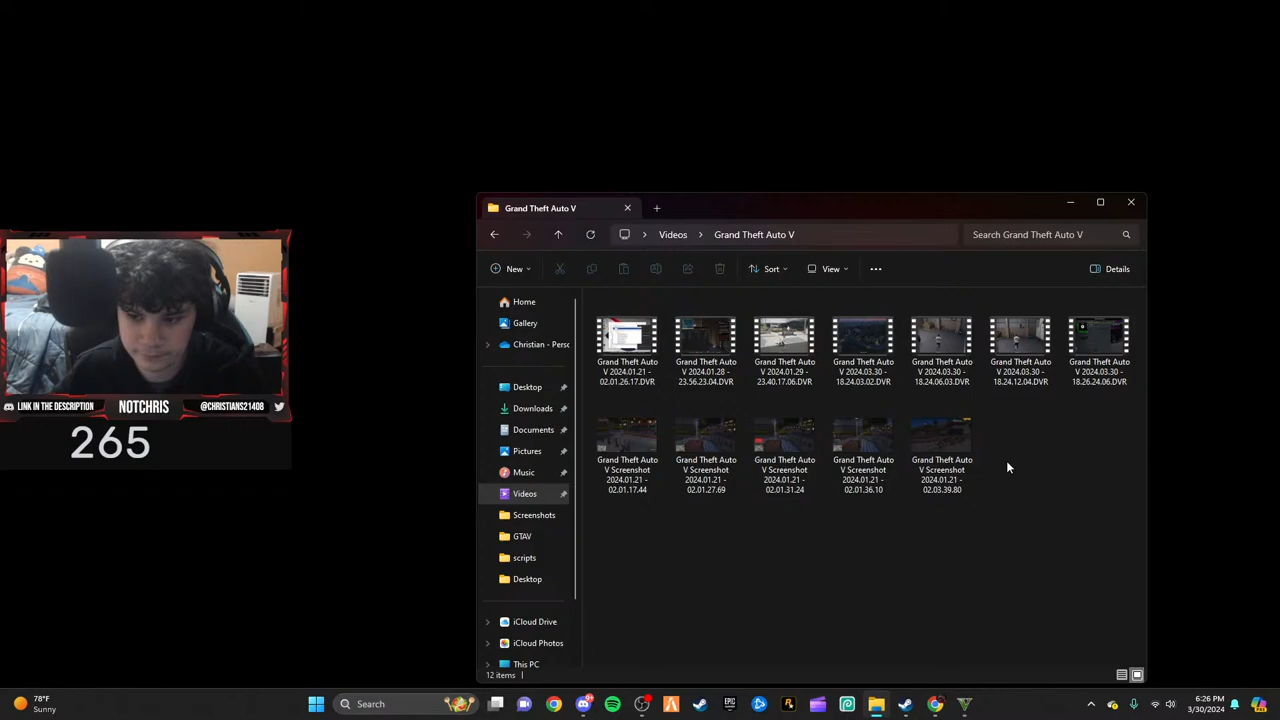 Grand Theft Auto V
Videos
Grand Theft Auto V
Search Grand Theft Auto V
New
Sort
View
Details
Home
Gallery
Christian - Persc
Desktop
Downloads
Documents
Pictures
Music
Videos
Screenshots
GTAV
scripts
Desktop
iCloud Drive
iCloud Photos
This PC
Grand Theft Auto
V 2024.01.21 -
02.01.26.17.DVR
Grand Theft Auto
V 2024.01.28 -
23.56.23.04.DVR
Grand Theft Auto
V 2024.01.29 -
23.40.17.06.DVR
Grand Theft Auto
V 2024.03.30 -
18.24.03.02.DVR
Grand Theft Auto
V 2024.03.30 -
18.24.06.03.DVR
Grand Theft Auto
V 2024.03.30 -
18.24.12.04.DVR
Grand Theft Auto
V 2024.03.30 -
18.26.24.06.DVR
Grand Theft Auto
V Screenshot
2024.01.21 -
02.01.17.44
Grand Theft Auto
V Screenshot
2024.01.21 -
02.01.27.69
Grand Theft Auto
V Screenshot
2024.01.21 -
02.01.31.24
Grand Theft Auto
V Screenshot
2024.01.21 -
02.01.36.10
Grand Theft Auto
V Screenshot
2024.01.21 -
02.03.39.80
12 items
LINK IN THE DESCRIPTION
NOTCHRIS
@CHRISTIANS21408
265
78°F
Sunny
Search
EPIC
6:26 PM
3/30/2024